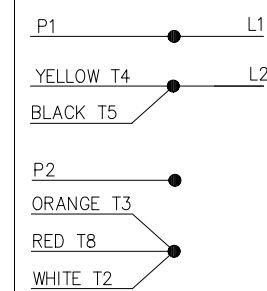 P1 L1
YELLOW T4 L2
BLACK T5
P2
ORANGE T3
RED T8
WHITE T2